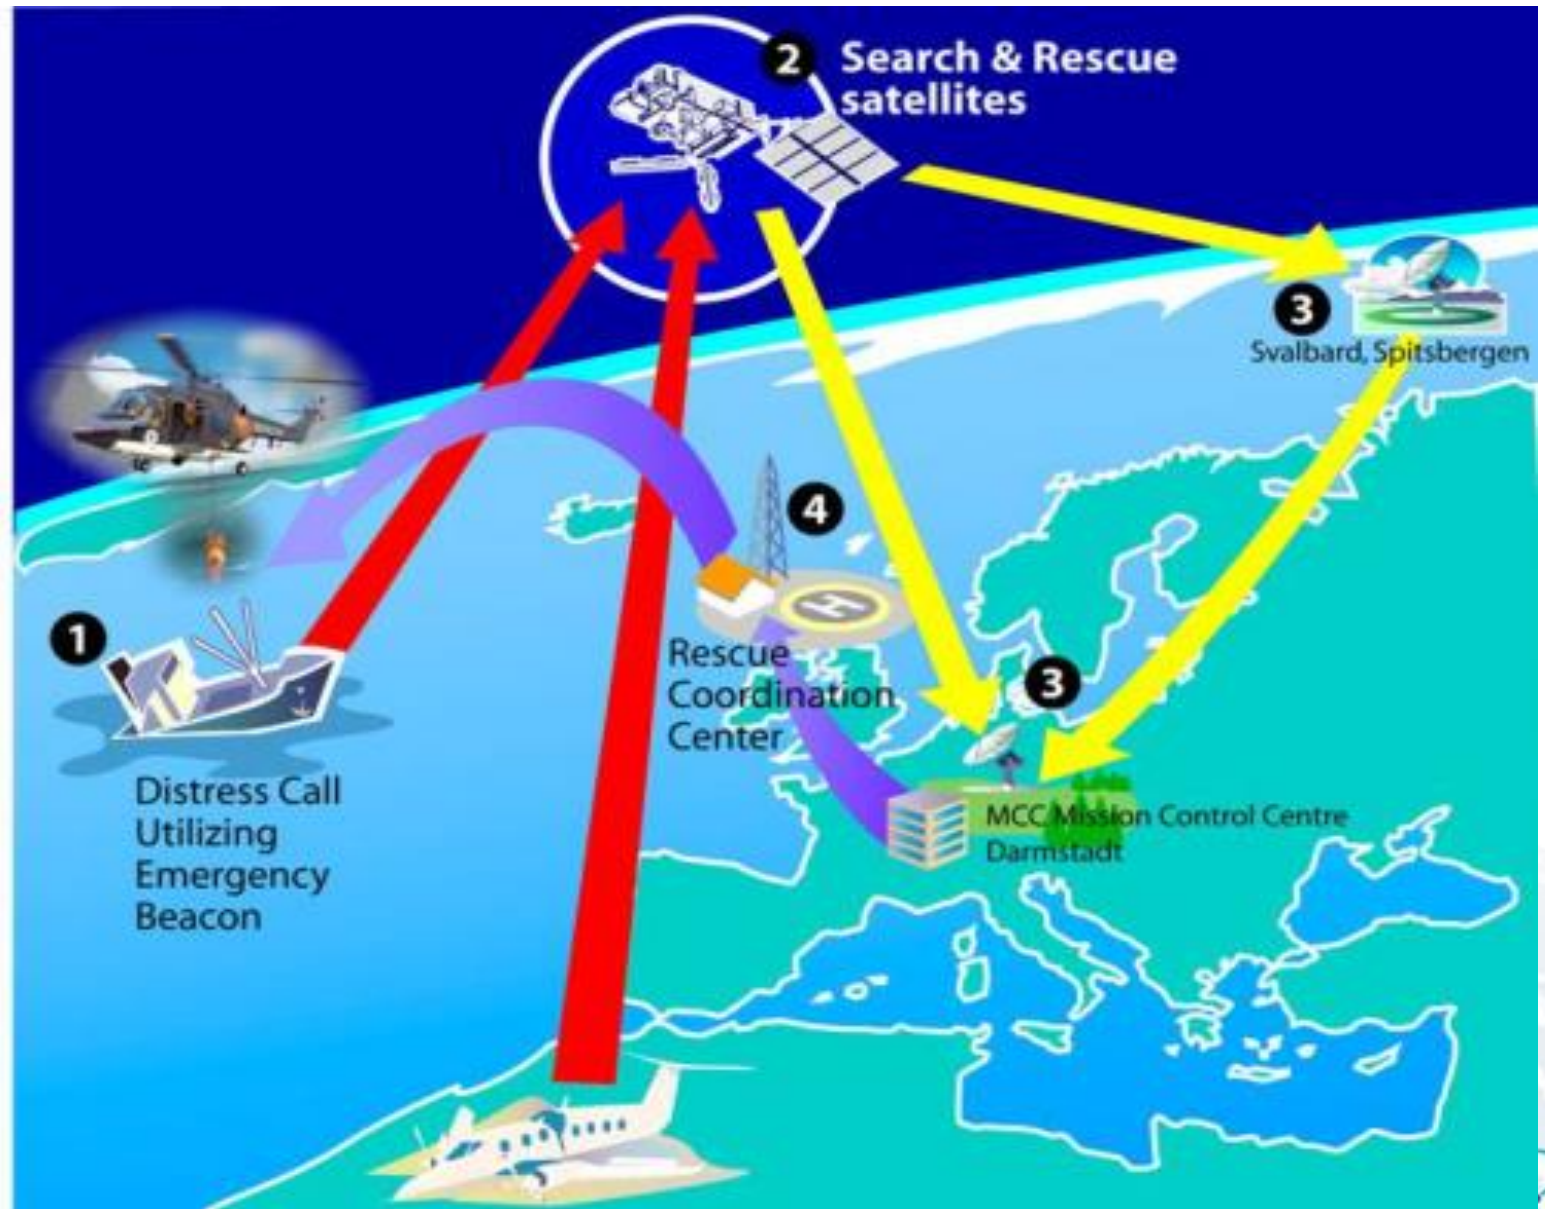 2 Search & Rescue
satellites
3
Svalbard, Spitsbergen
4
H
1
Rescue
Coordination
Center
3
Distress Call
Utilizing
Emergency
Beacon
MCC Mission Control Centre
Darmstadt